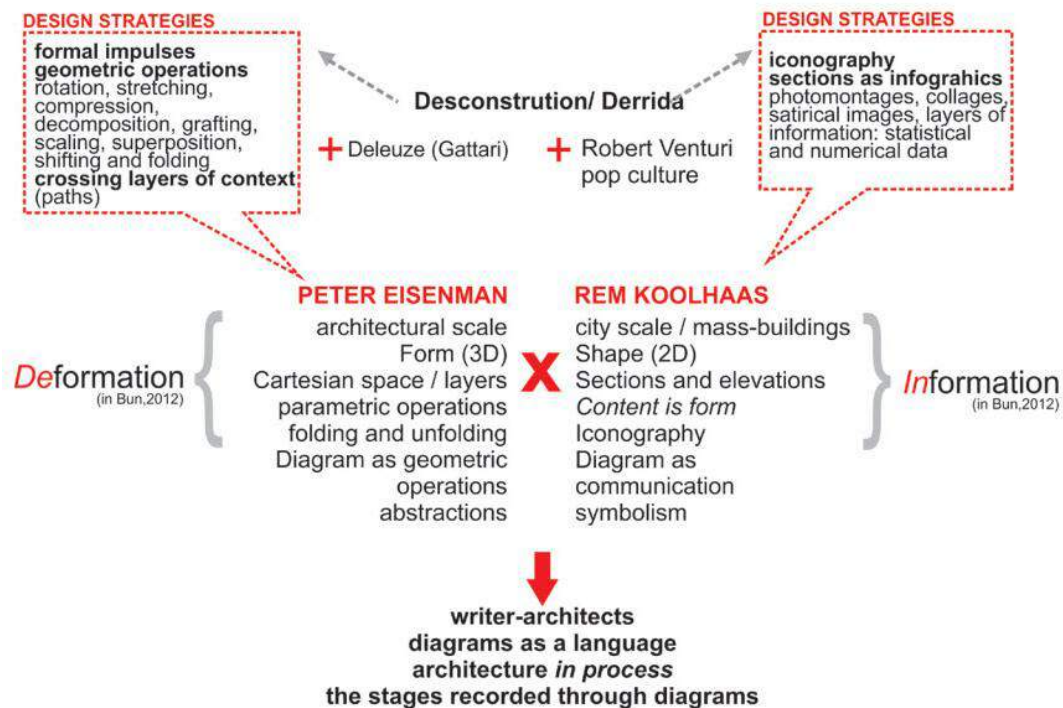 DESIGN STRATEGIES
formal impulses
geometric operations
rotation, stretching,
compression,
decomposition, grafting,
scaling, superposition,
shifting and folding
crossing layers of context
(paths)
DESIGN STRATEGIES
iconography
sections as infograhics
photomontages, collages,
satirical images, layers of
information: statistical
and numerical data
Desconstrution/ Derrida
+ Deleuze (Gattari)
+ Robert Venturi
pop culture
PETER EISENMAN
architectural scale
Form (3D)
Cartesian space / layers
parametric operations
folding and unfolding
Diagram as geometric
operations
abstractions
X
REM KOOLHAAS
city scale / mass-buildings
Shape (2D)
Sections and elevations
Content is form
Iconography
Diagram as
communication
symbolism
Deformation
(in Bun,2012)
Information
(in Bun,2012)
writer-architects
diagrams as a language
architecture in process
the stages recorded through diagrams